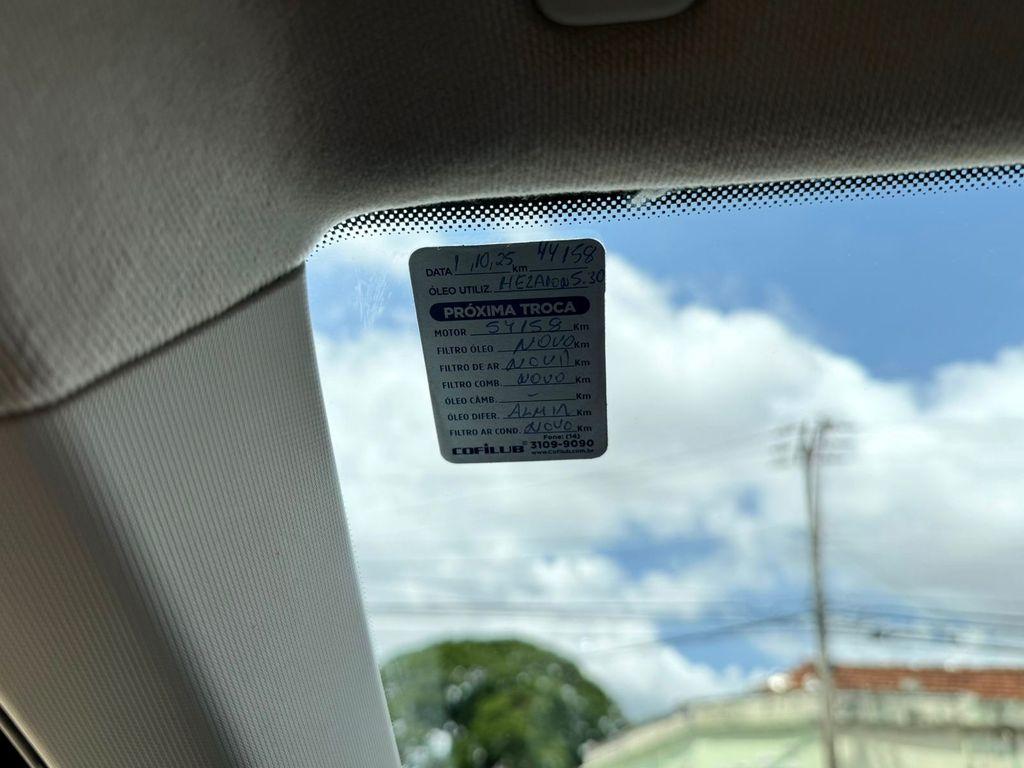 DATA 1,10,25 km 44158
ÓLEO UTILIZ. 5.30
PRÓXIMA TROCA
MOTOR 54158 Km
FILTRO ÓLEO NOVO Km
FILTRO DE AR NOVO Km
FILTRO COMB. NOVO Km
ÓLEO CÂMB. - Km
ÓLEO DIFER. Km
FILTRO AR COND. NOVO Km
COFILUB® Fone: (14) 3109-9090
www.Cofilub.com.br